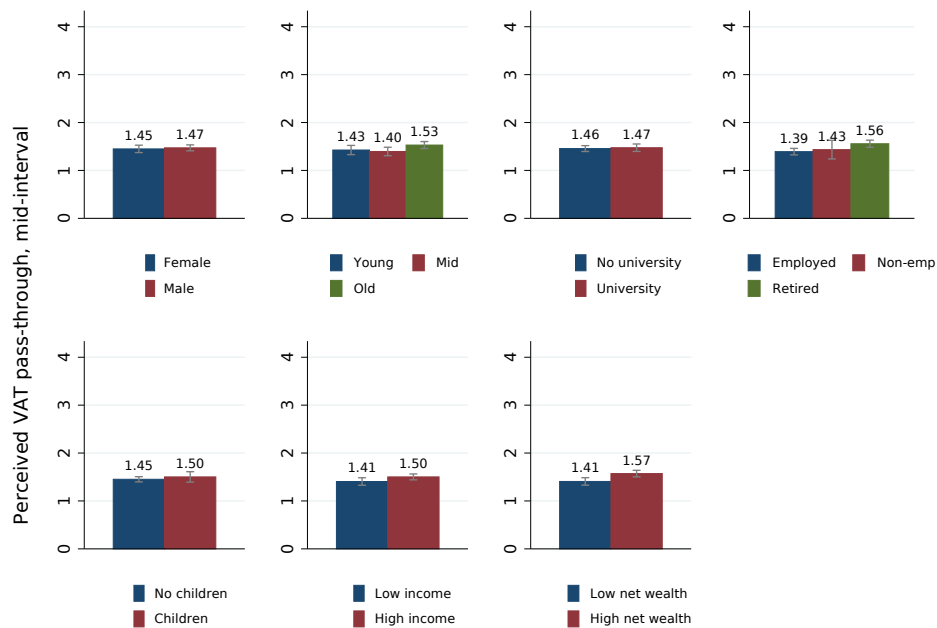 Perceived VAT pass-through, mid-interval
4
3
2
1
0
1.45 1.47
Female
Male
4
3
2
1
0
1.43 1.40 1.53
Young Mid
Old
4
3
2
1
0
1.46 1.47
No university
University
4
3
2
1
0
1.39 1.43 1.56
Employed Non-emp
Retired
4
3
2
1
0
1.45 1.50
No children
Children
4
3
2
1
0
1.41 1.50
Low income
High income
4
3
2
1
0
1.41 1.57
Low net wealth
High net wealth